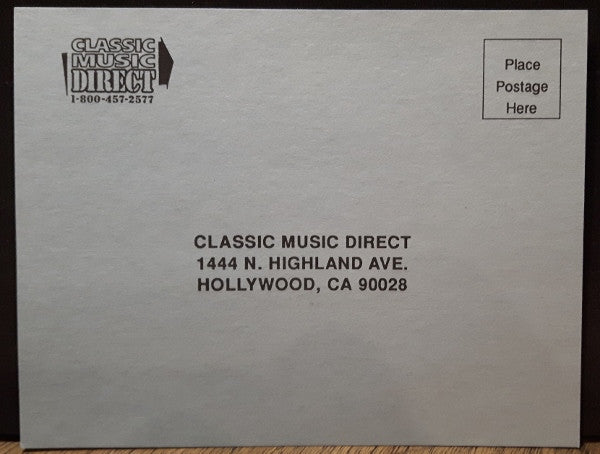 CLASSIC
MUSIC
DIRECT
1-800-457-2577
Place
Postage
Here
CLASSIC MUSIC DIRECT
1444 N. HIGHLAND AVE.
HOLLYWOOD, CA 90028